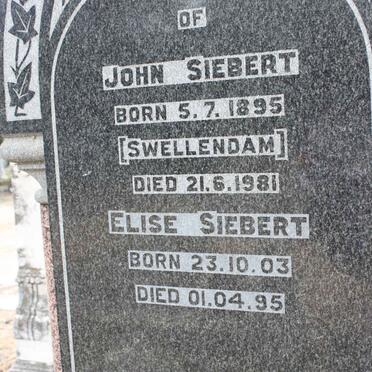 OF
JOHN SIEBERT
BORN 5.7.1895
[SWELLENDAM]
DIED 21.6.1981
ELISE SIEBERT
BORN 23.10.03
DIED 01.04.95